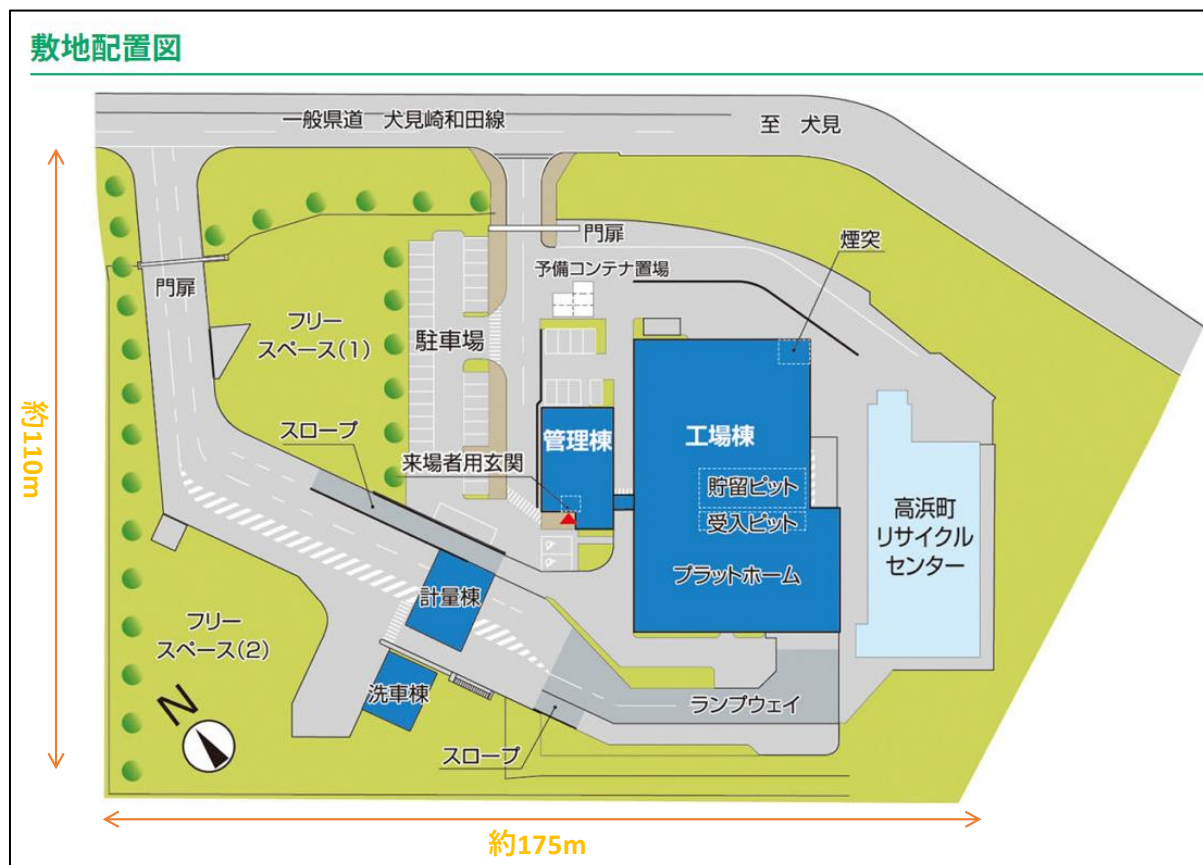 敷地配置図
一般県道 犬見崎和田線
至 犬見
門扉
煙突
予備コンテナ置場
門扉
フリー
スペース(1)
駐車場
約110m
スロープ
管理棟
工場棟
来場者用玄関
貯留ピット
受入ピット
高浜町
リサイクル
センター
プラットホーム
計量棟
フリー
スペース(2)
洗車棟
ランプウェイ
N
スロープ
約175m